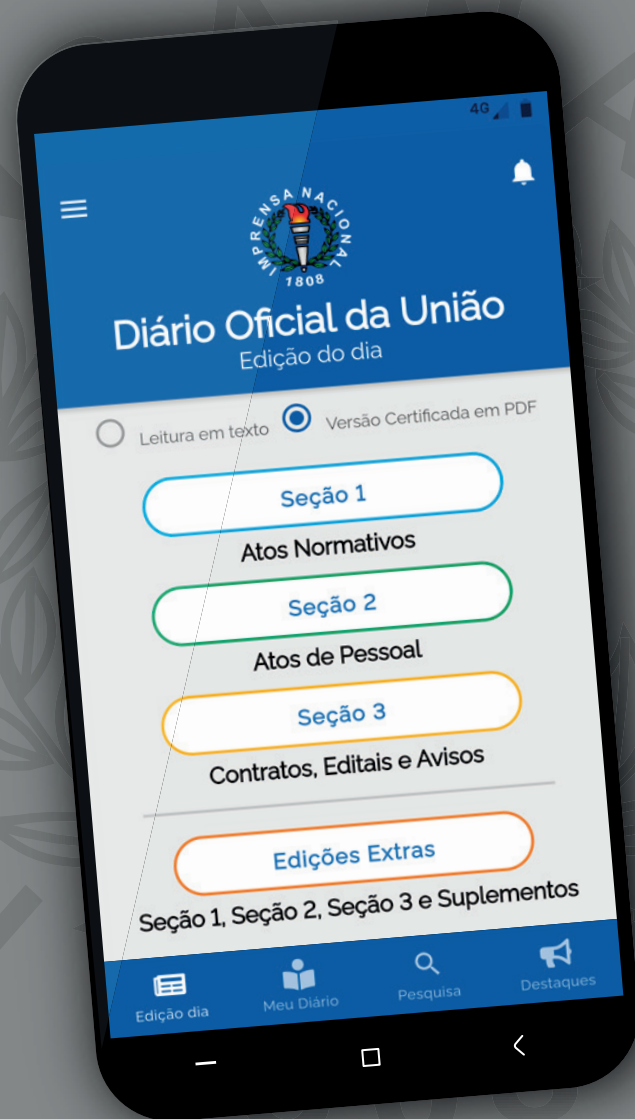 4G
IMPRENSA NACIONAL
1808
Diário Oficial da União
Edição do dia
Leitura em texto Versão Certificada em PDF
Seção 1
Atos Normativos
Seção 2
Atos de Pessoal
Seção 3
Contratos, Editais e Avisos
Edições Extras
Seção 1, Seção 2, Seção 3 e Suplementos
Edição dia Meu Diário Pesquisa Destaques